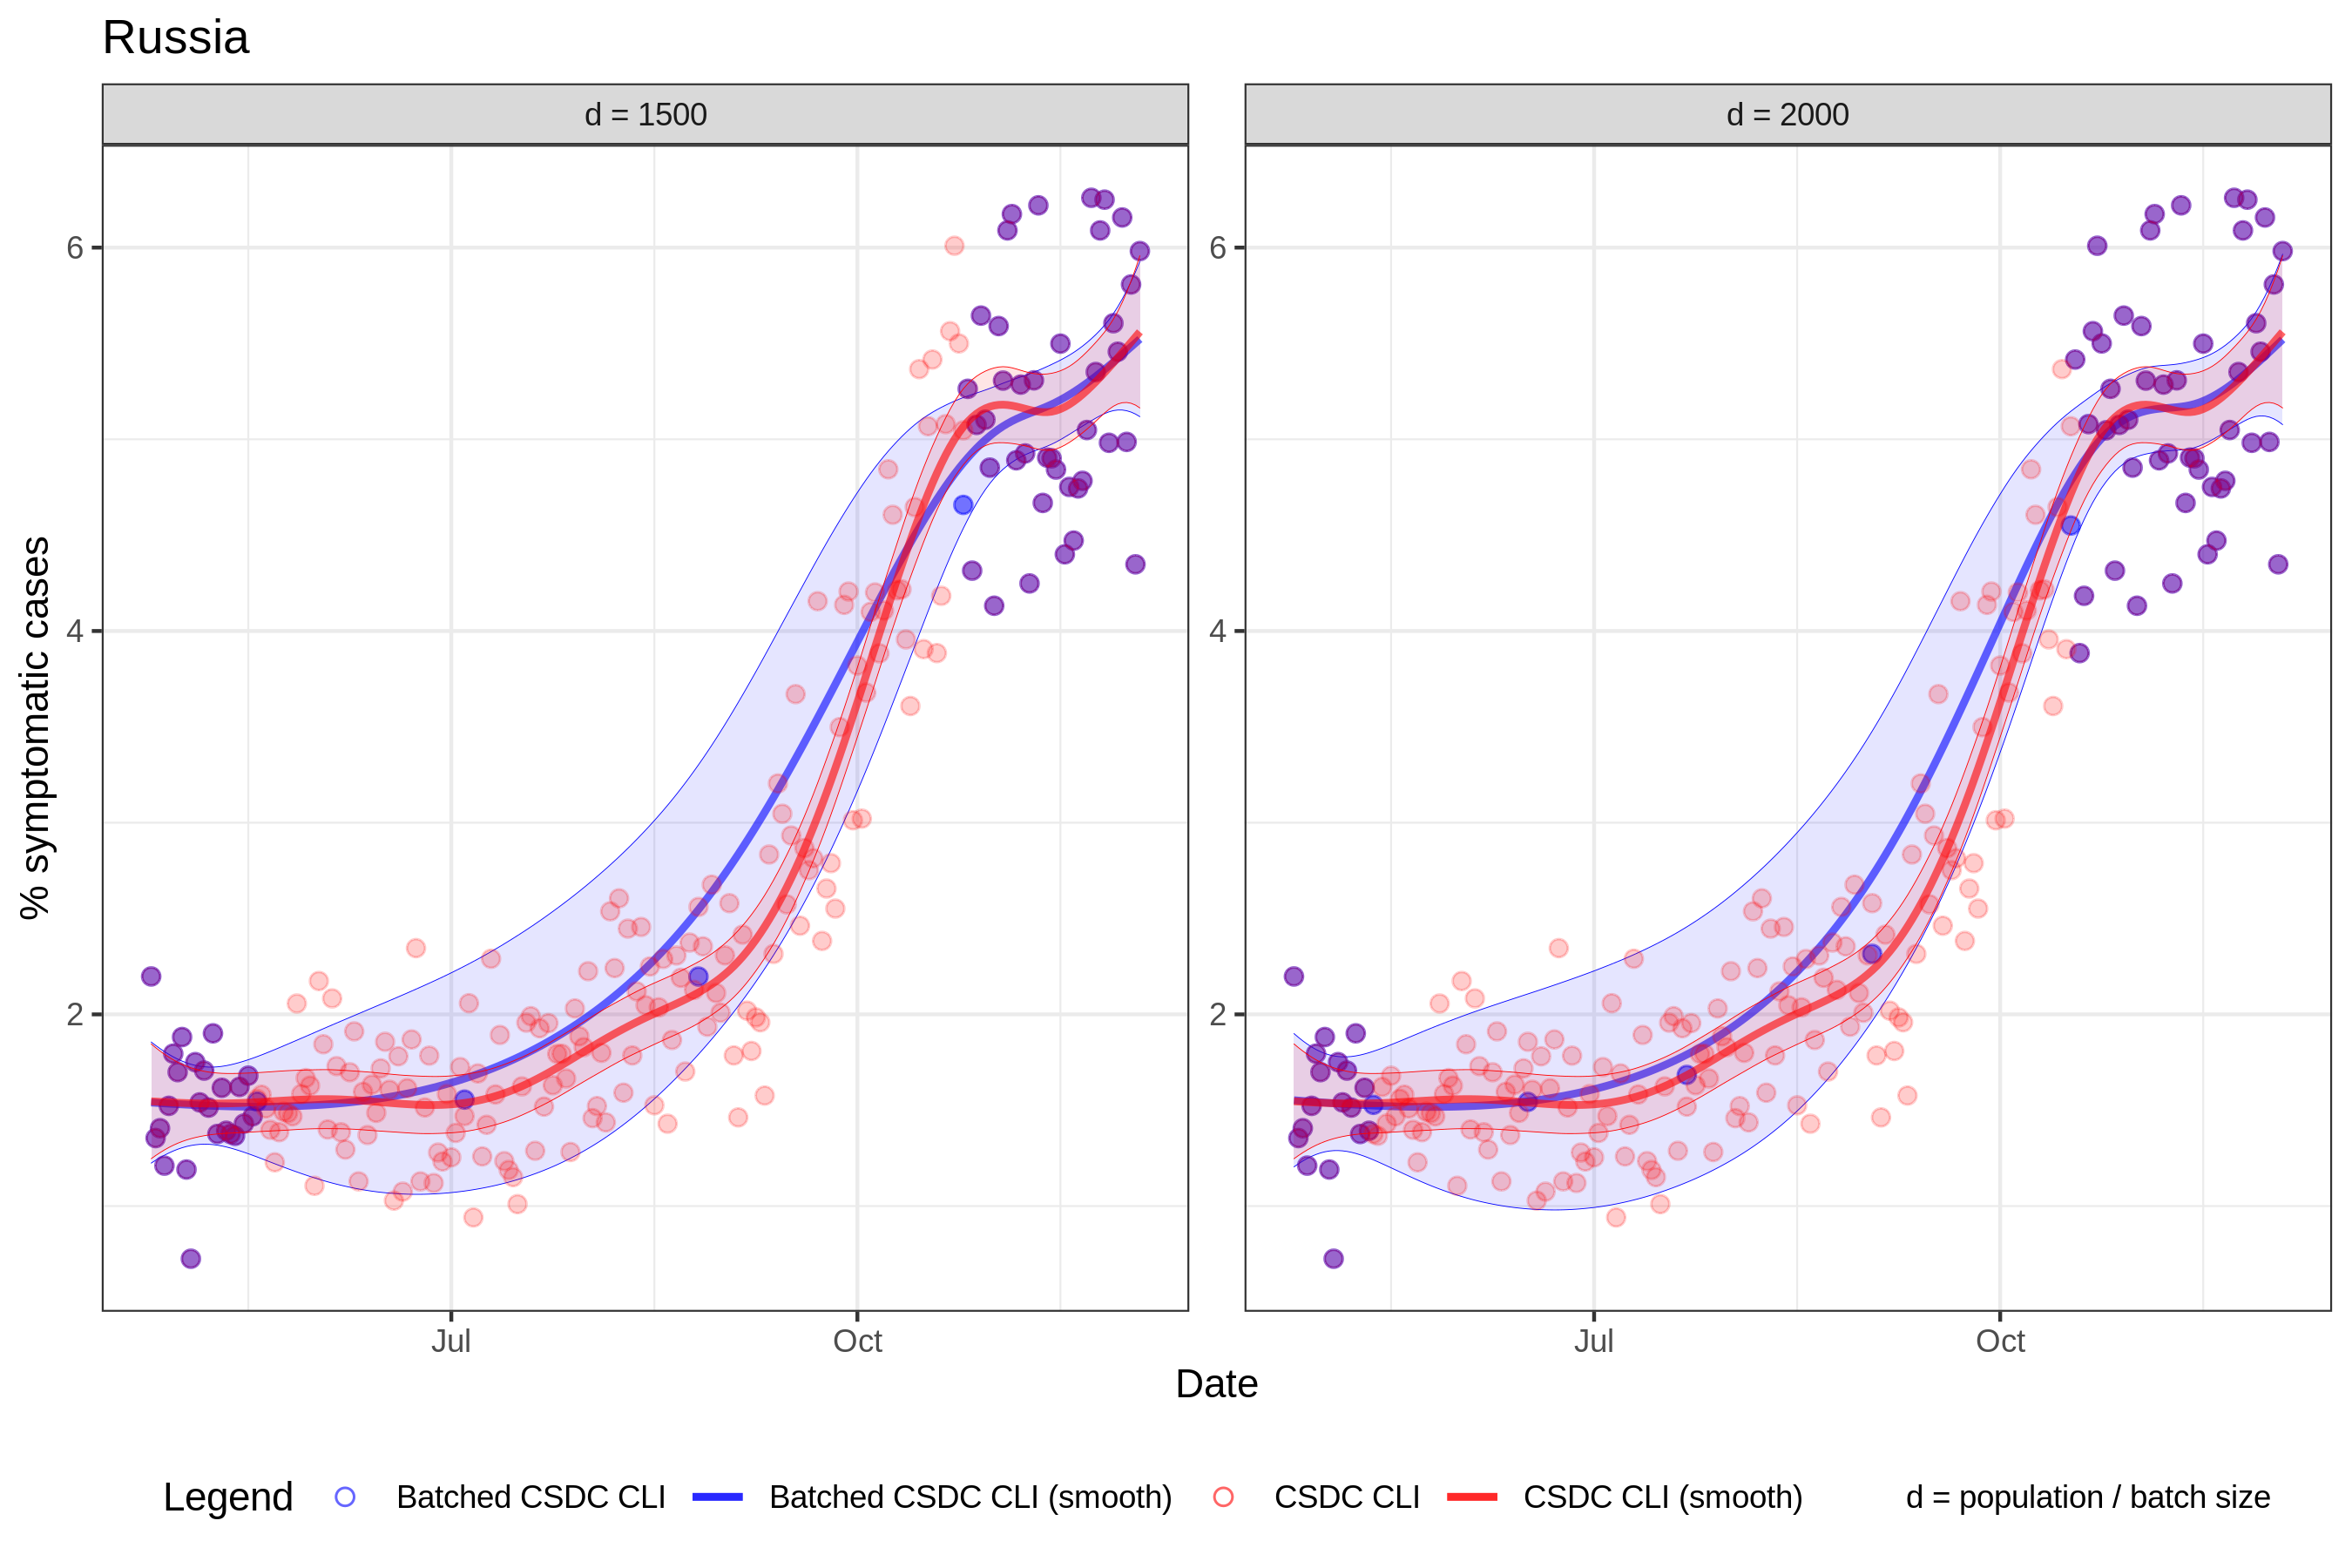 Russia
d = 1500
d = 2000
% symptomatic cases
6
4
2
6
4
2
Jul
Oct
Jul
Oct
Date
Legend
Batched CSDC CLI
Batched CSDC CLI (smooth)
CSDC CLI
CSDC CLI (smooth)
d = population / batch size